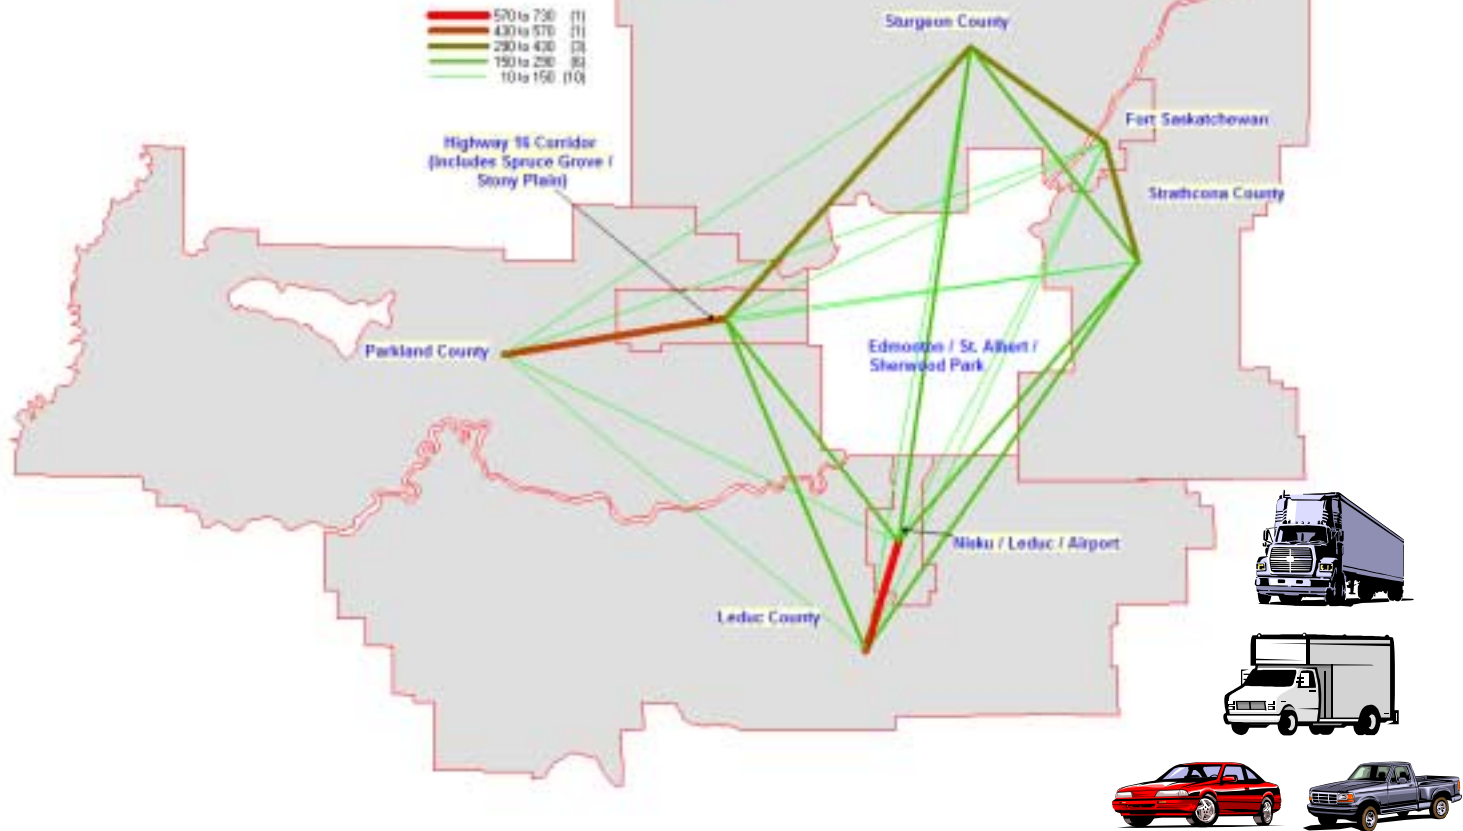 570 to 730 (1)
430 to 570 (1)
290 to 430 (3)
150 to 290 (6)
10 to 150 (10)
Sturgeon County
Fort Saskatchewan
Highway 16 Corridor
(includes Spruce Grove /
Stony Plain)
Strathcona County
Edmonton / St. Albert /
Sherwood Park
Parkland County
Nisku / Leduc / Airport
Leduc County